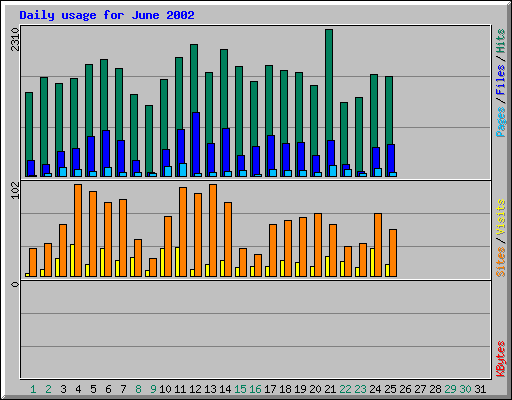 Daily usage for June 2002
2310
Pages / Files / Hits
102
Sites / Visits
0
KBytes
1 2 3 4 5 6 7 8 9 10 11 12 13 14 15 16 17 18 19 20 21 22 23 24 25 26 27 28 29 30 31